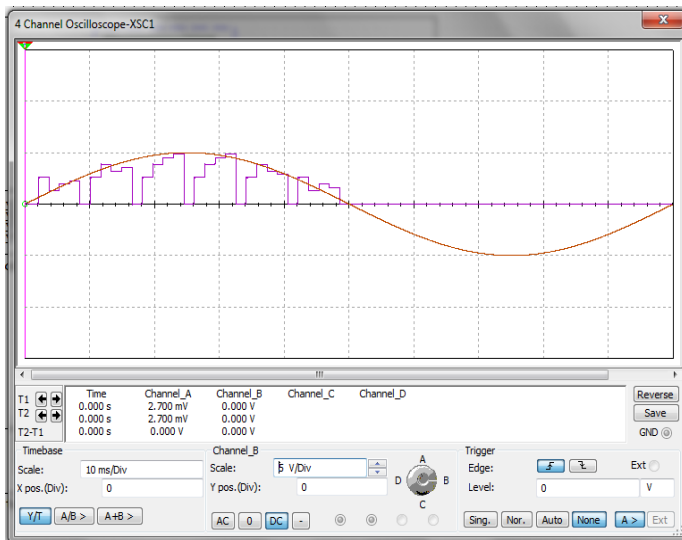 4 Channel Oscilloscope-XSC1
x
Time Channel_A Channel_B Channel_C Channel_D
T1 0.000 s 2.700 mV 0.000 V
T2 0.000 s 2.700 mV 0.000 V
T2-T1 0.000 s 0.000 V 0.000 V
Reverse
Save
GND
Timebase
Scale: 10 ms/Div
X pos.(Div): 0
Y/T A/B > A+B >
Channel_B
Scale: 5 V/Div
Y pos.(Div): 0
AC 0 DC -
A
D B
C
Trigger
Edge: Ext
Level: 0 V
Sing. Nor. Auto None A > Ext